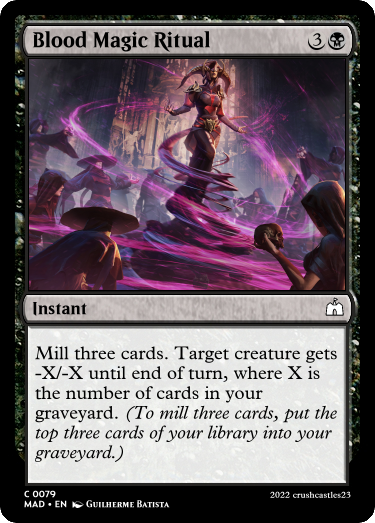 Blood Magic Ritual 3
Instant
Mill three cards. Target creature gets
-X/-X until end of turn, where X is
the number of cards in your
graveyard. (To mill three cards, put the
top three cards of your library into your
graveyard.)
C 0079
MAD • EN Guilherme Batista
2022 crushcastles23